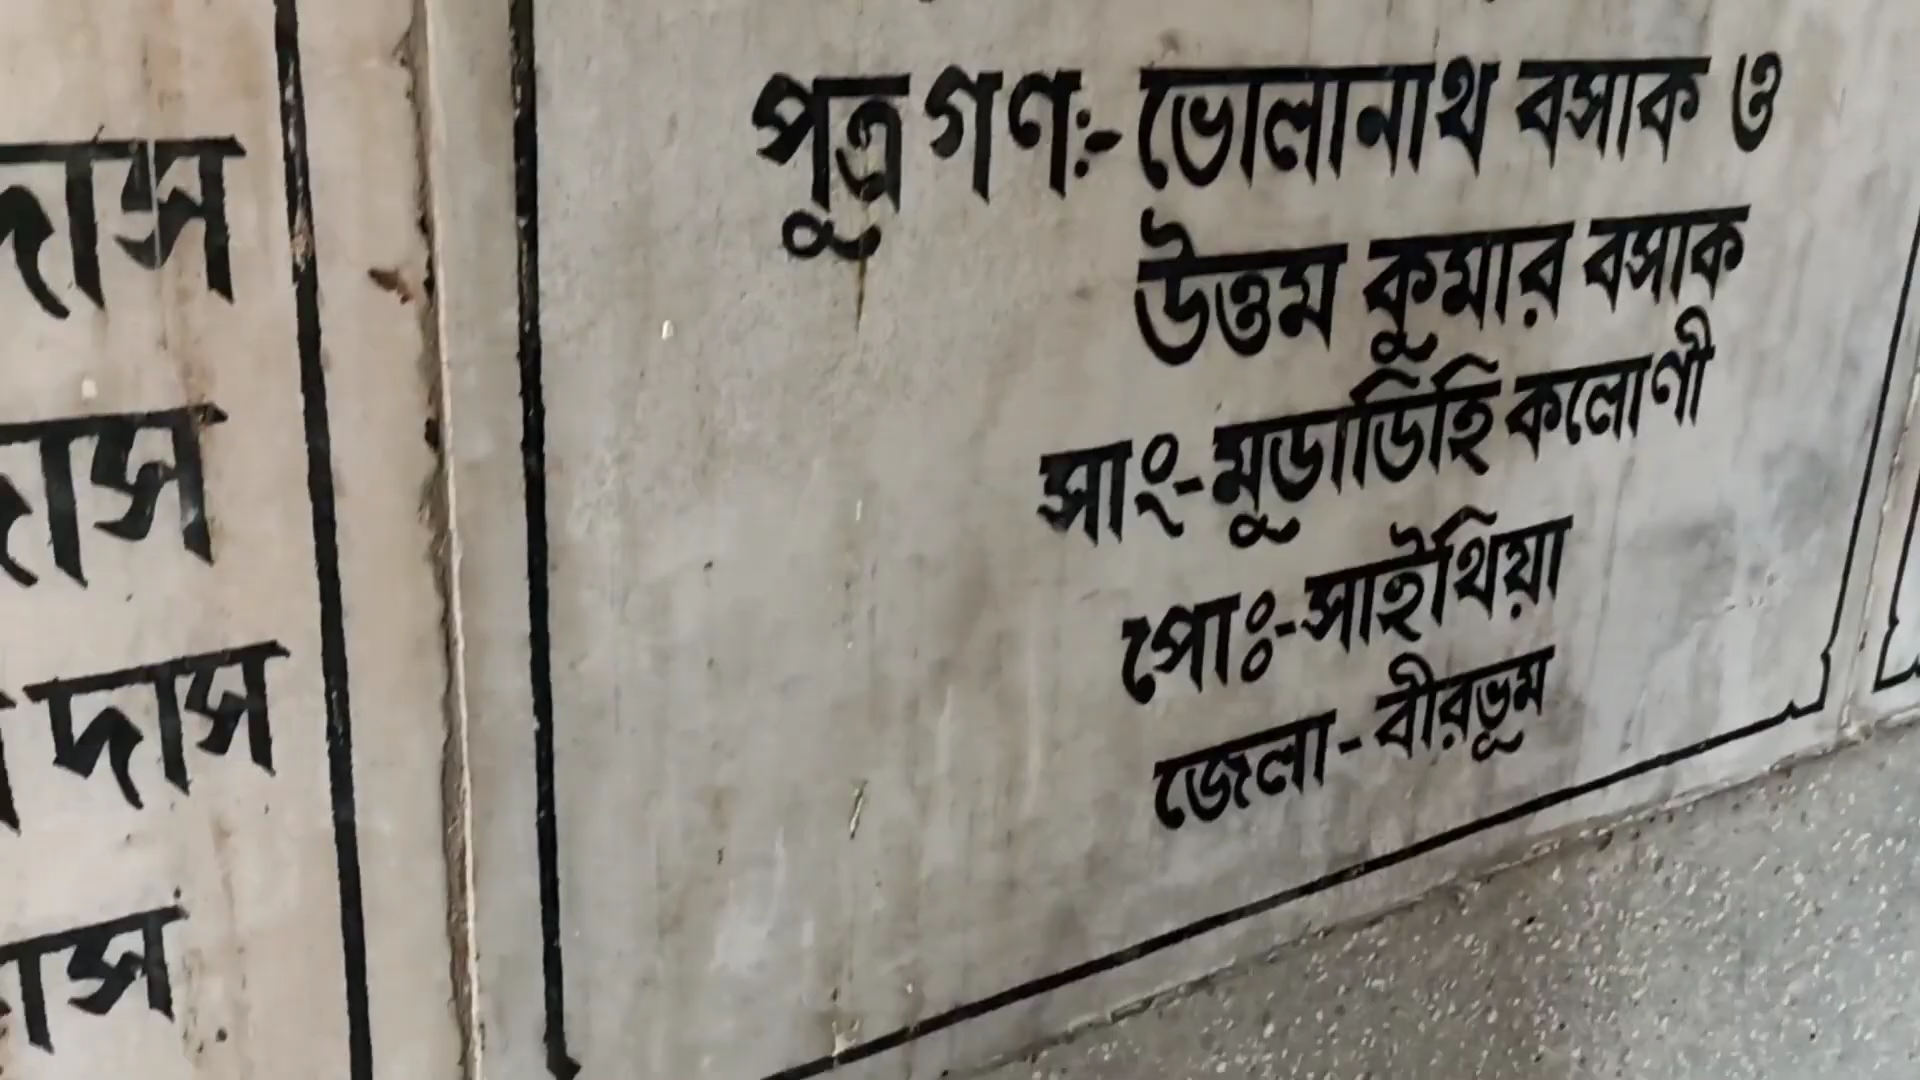 দাস
দাস
দাস
দাস
পুত্রগণঃ- ভোলানাথ বসাক ও
উত্তম কুমার বসাক
সাং-মুডাডিহি কলোণী
পোঃ-সাইথিয়া
জেলা-বীরভূম